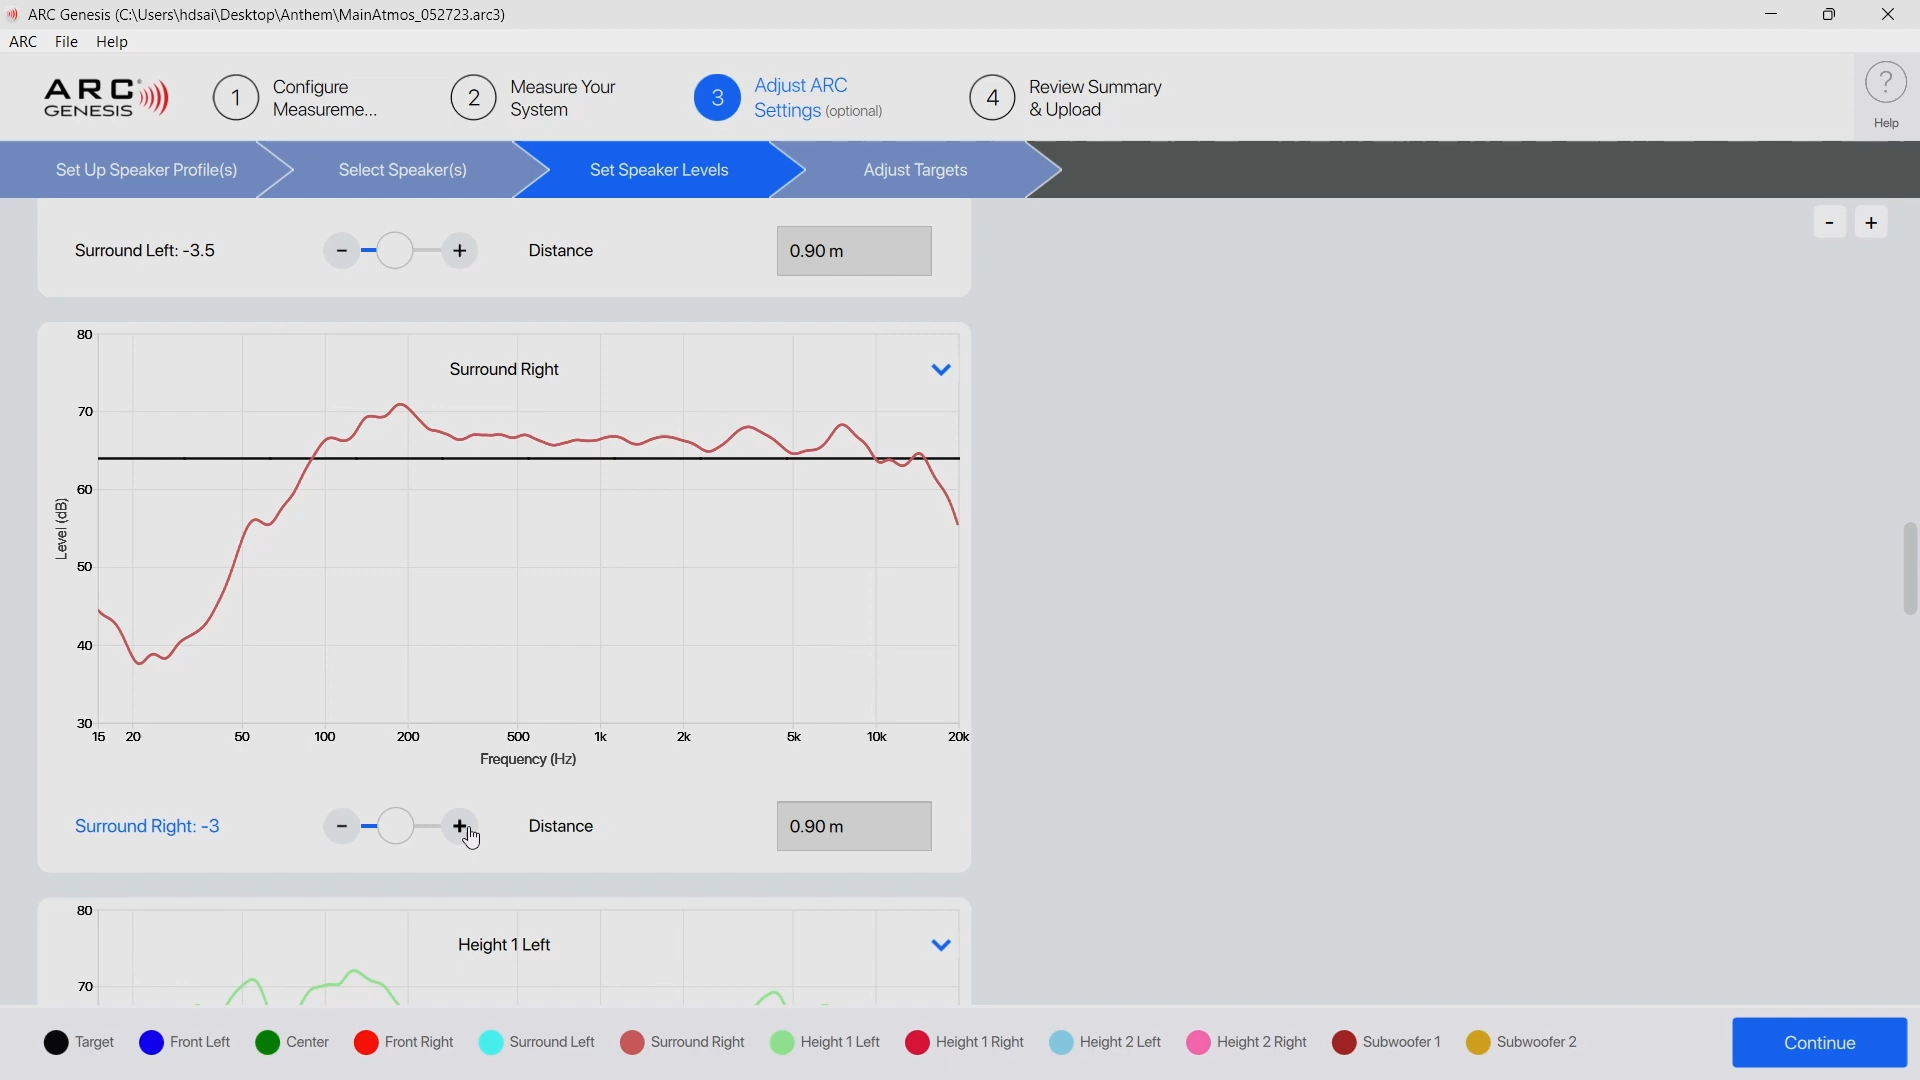 ARC Genesis (C:\Users\hdsai\Desktop\Anthem\MainAtmos_052723.arc3)
ARC File Help
ARC GENESIS
1 Configure Measureme...
2 Measure Your System
3 Adjust ARC Settings (optional)
4 Review Summary & Upload
?
Help
Set Up Speaker Profile(s) Select Speaker(s) Set Speaker Levels Adjust Targets
- +
Surround Left: -3.5 - + Distance 0.90 m
80
Surround Right
70
60
Level (dB)
50
40
30
15 20 50 100 200 500 1k 2k 5k 10k 20k
Frequency (Hz)
Surround Right: -3 - + Distance 0.90 m
80
Height 1 Left
70
Target Front Left Center Front Right Surround Left Surround Right Height 1 Left Height 1 Right Height 2 Left Height 2 Right Subwoofer 1 Subwoofer 2
Continue